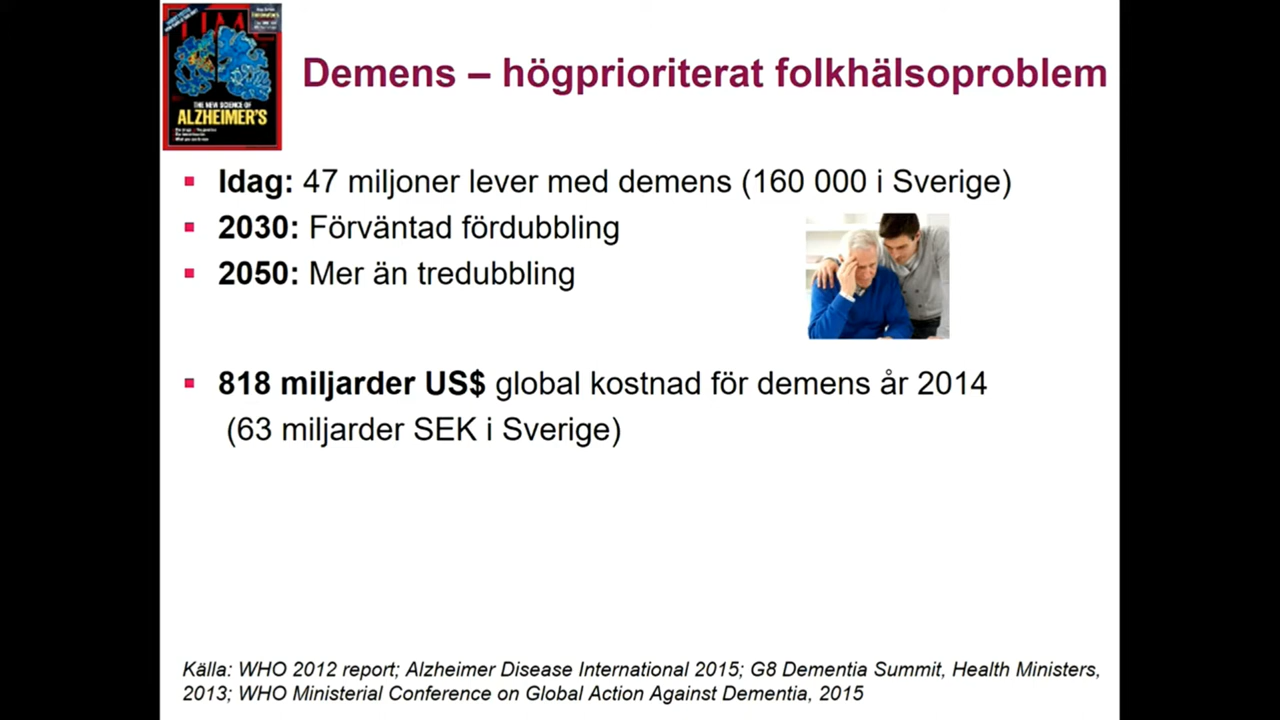 TIME
THE NEW SCIENCE OF
ALZHEIMER'S
Demens – högprioriterat folkhälsoproblem
▪ Idag: 47 miljoner lever med demens (160 000 i Sverige)
▪ 2030: Förväntad fördubbling
▪ 2050: Mer än tredubbling
▪ 818 miljarder US$ global kostnad för demens år 2014
(63 miljarder SEK i Sverige)
Källa: WHO 2012 report; Alzheimer Disease International 2015; G8 Dementia Summit, Health Ministers,
2013; WHO Ministerial Conference on Global Action Against Dementia, 2015